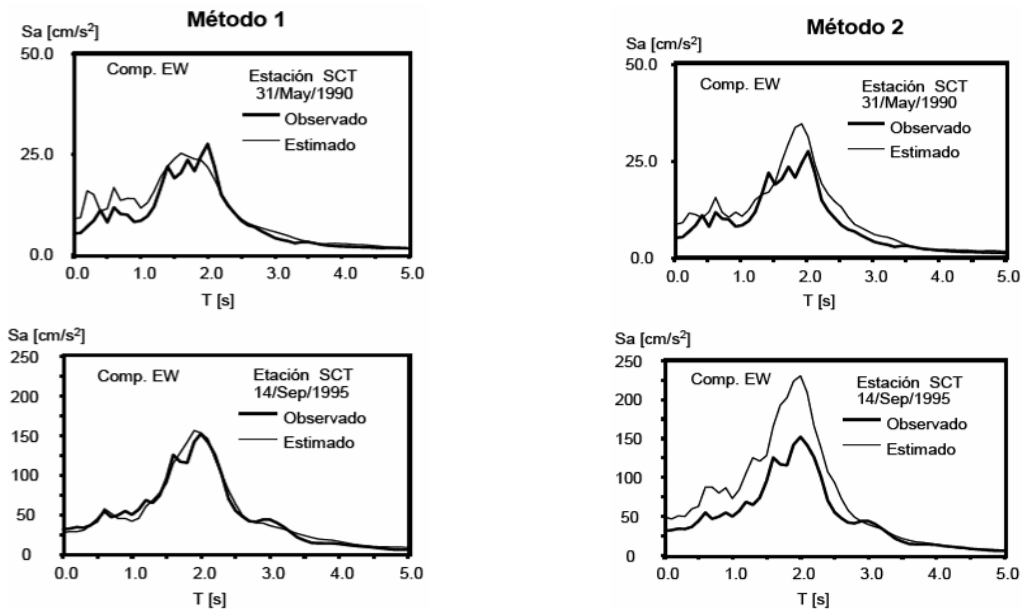 Método 1
Sa [cm/s²]
50.0
25.0
0.0
Comp. EW
Estación SCT
31/May/1990
Observado
Estimado
0.0 1.0 2.0 3.0 4.0 5.0
T [s]
Método 2
Sa [cm/s²]
50.0
25.0
0.0
Comp. EW
Estación SCT
31/May/1990
Observado
Estimado
0.0 1.0 2.0 3.0 4.0 5.0
T [s]
Sa [cm/s²]
250
200
150
100
50
0
Comp. EW
Etación SCT
14/Sep/1995
Observado
Estimado
0.0 1.0 2.0 3.0 4.0 5.0
T [s]
Sa [cm/s²]
250
200
150
100
50
0
Comp. EW
Estación SCT
14/Sep/1995
Observado
Estimado
0.0 1.0 2.0 3.0 4.0 5.0
T [s]